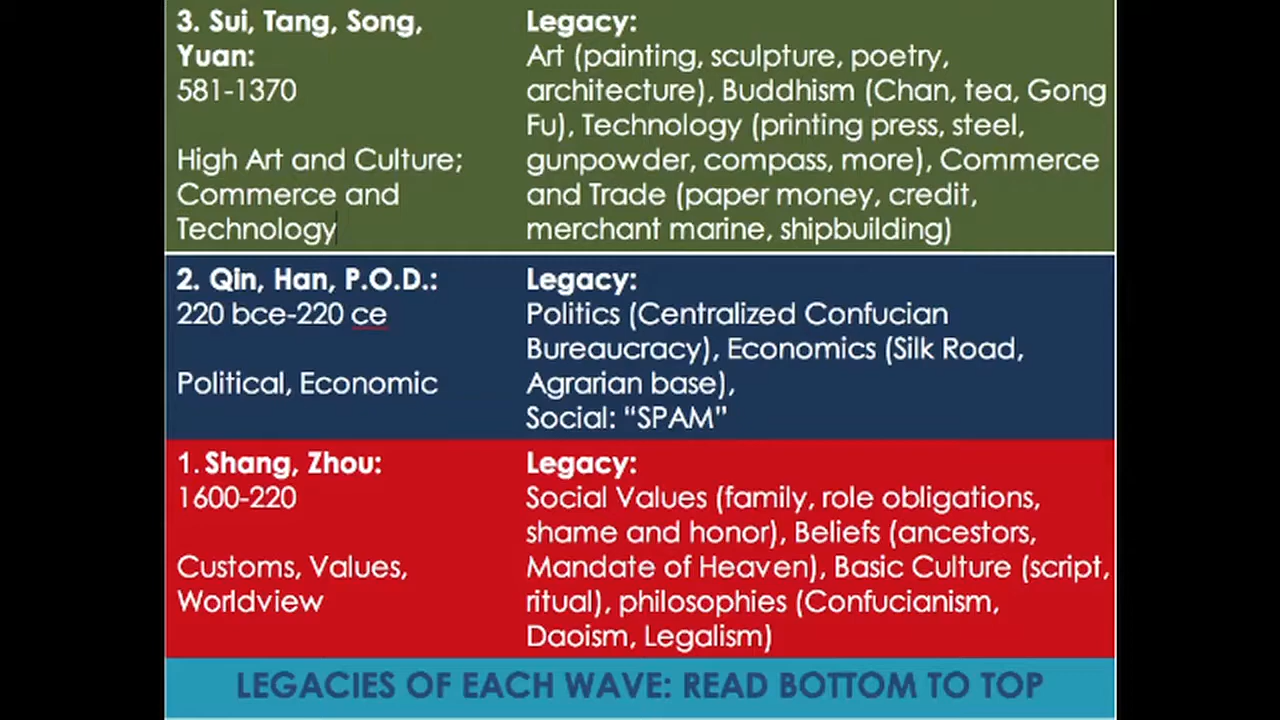 3. Sui, Tang, Song,
Yuan:
581-1370
High Art and Culture;
Commerce and
Technology
Legacy:
Art (painting, sculpture, poetry,
architecture), Buddhism (Chan, tea, Gong
Fu), Technology (printing press, steel,
gunpowder, compass, more), Commerce
and Trade (paper money, credit,
merchant marine, shipbuilding)
2. Qin, Han, P.O.D.:
220 bce-220 ce
Political, Economic
Legacy:
Politics (Centralized Confucian
Bureaucracy), Economics (Silk Road,
Agrarian base),
Social: “SPAM”
1. Shang, Zhou:
1600-220
Customs, Values,
Worldview
Legacy:
Social Values (family, role obligations,
shame and honor), Beliefs (ancestors,
Mandate of Heaven), Basic Culture (script,
ritual), philosophies (Confucianism,
Daoism, Legalism)
LEGACIES OF EACH WAVE: READ BOTTOM TO TOP